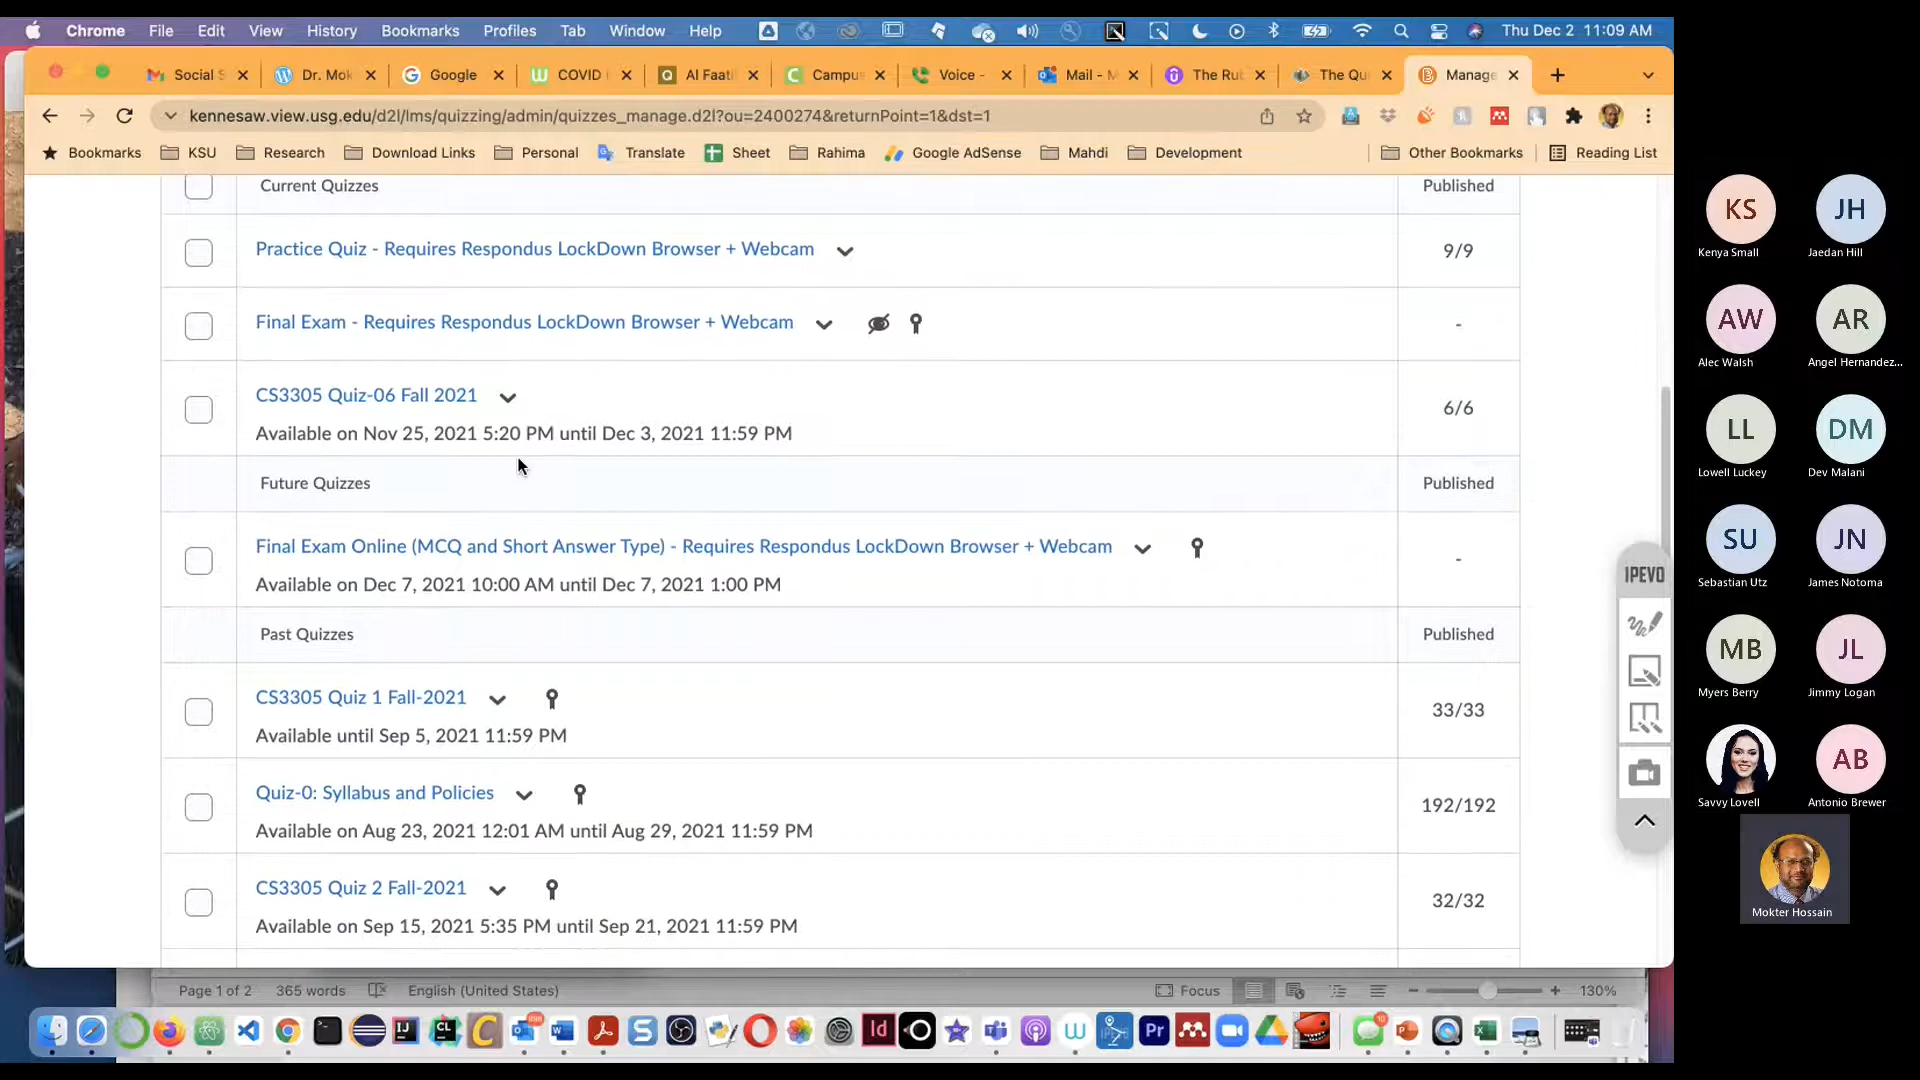 Chrome File Edit View History Bookmarks Profiles Tab Window Help Thu Dec 2 11:09 AM
Social S Dr. Mok Google COVID Al Faati Campus Voice - Mail - M The Rub The Qu Manage
kennesaw.view.usg.edu/d2l/lms/quizzing/admin/quizzes_manage.d2l?ou=2400274&returnPoint=1&dst=1
Bookmarks KSU Research Download Links Personal Translate Sheet Rahima Google AdSense Mahdi Development Other Bookmarks Reading List
Current Quizzes Published
Practice Quiz - Requires Respondus LockDown Browser + Webcam 9/9
Final Exam - Requires Respondus LockDown Browser + Webcam -
CS3305 Quiz-06 Fall 2021
6/6
Available on Nov 25, 2021 5:20 PM until Dec 3, 2021 11:59 PM
Future Quizzes Published
Final Exam Online (MCQ and Short Answer Type) - Requires Respondus LockDown Browser + Webcam
-
Available on Dec 7, 2021 10:00 AM until Dec 7, 2021 1:00 PM
Past Quizzes Published
CS3305 Quiz 1 Fall-2021
33/33
Available until Sep 5, 2021 11:59 PM
Quiz-0: Syllabus and Policies
192/192
Available on Aug 23, 2021 12:01 AM until Aug 29, 2021 11:59 PM
CS3305 Quiz 2 Fall-2021
32/32
Available on Sep 15, 2021 5:35 PM until Sep 21, 2021 11:59 PM
IPEVO
Page 1 of 2 365 words English (United States) Focus 130%
KS JH
Kenya Small Jaedan Hill
AW AR
Alec Walsh Angel Hernandez...
LL DM
Lowell Luckey Dev Malani
SU JN
Sebastian Utz James Notoma
MB JL
Myers Berry Jimmy Logan
AB
Savvy Lovell Antonio Brewer
Mokter Hossain